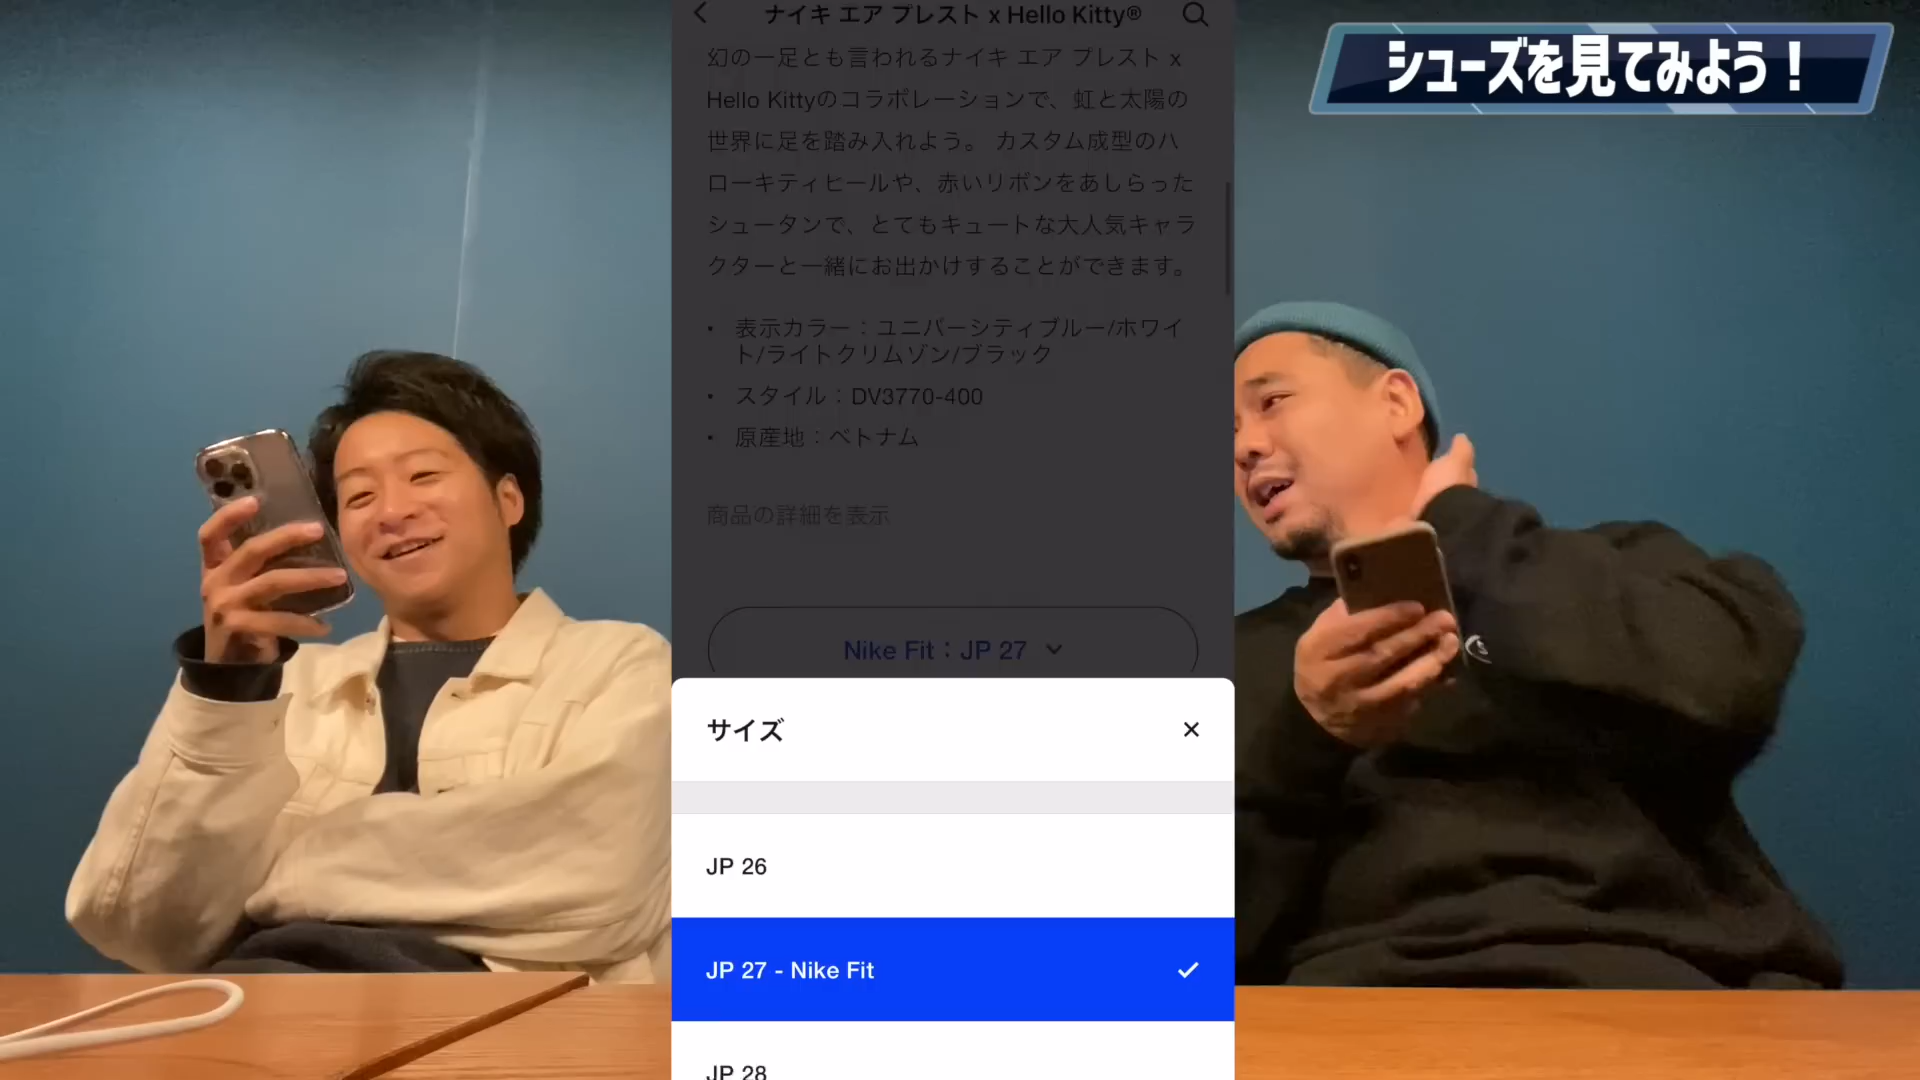 ナイキ エア プレスト x Hello Kitty®
シューズを見てみよう！
幻の一足とも言われるナイキ エア プレスト x
Hello Kittyのコラボレーションで、虹と太陽の
世界に足を踏み入れよう。 カスタム成型のハ
ローキティヒールや、赤いリボンをあしらった
シュータンで、とてもキュートな大人気キャラ
クターと一緒にお出かけすることができます。
• 表示カラー：ユニバーシティブルー/ホワイ
ト/ライトクリムゾン/ブラック
• スタイル：DV3770-400
• 原産地：ベトナム
商品の詳細を表示
Nike Fit：JP 27
サイズ
JP 26
JP 27 - Nike Fit
JP 28